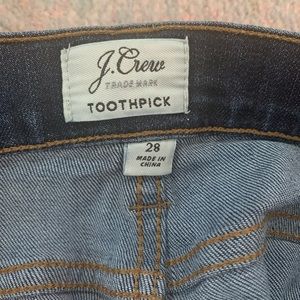 J.Crew
TRADE MARK
TOOTHPICK
28
MADE IN
CHINA